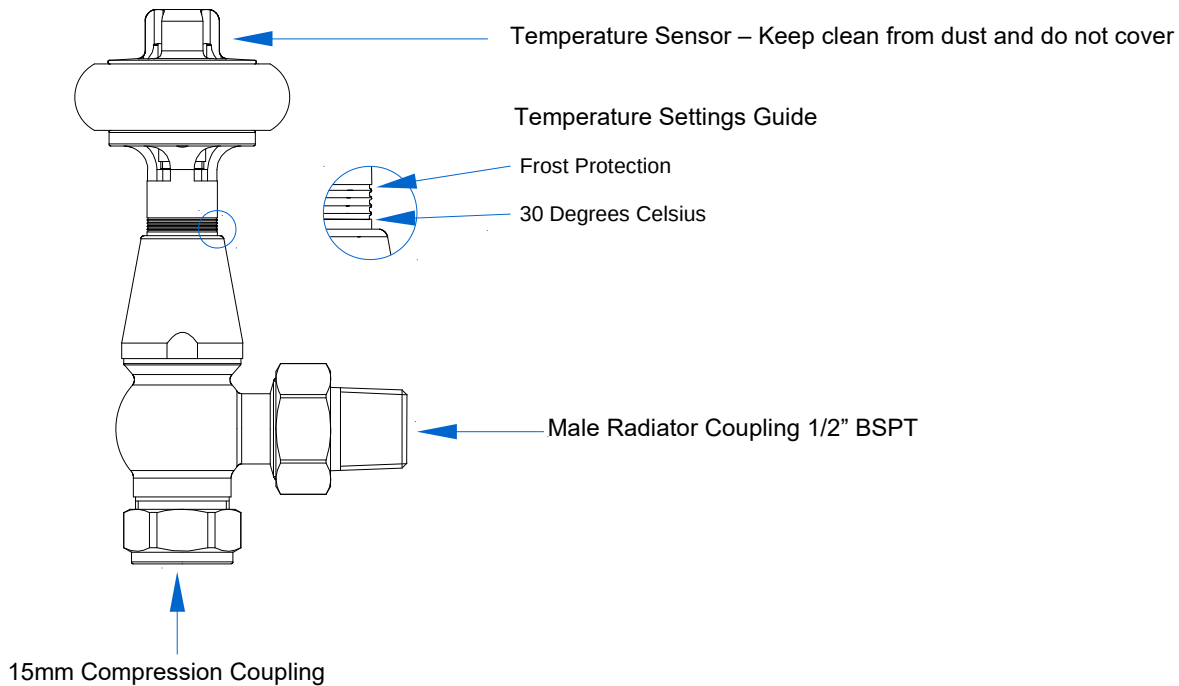 Temperature Sensor – Keep clean from dust and do not cover
Temperature Settings Guide
Frost Protection
30 Degrees Celsius
Male Radiator Coupling 1/2” BSPT
15mm Compression Coupling